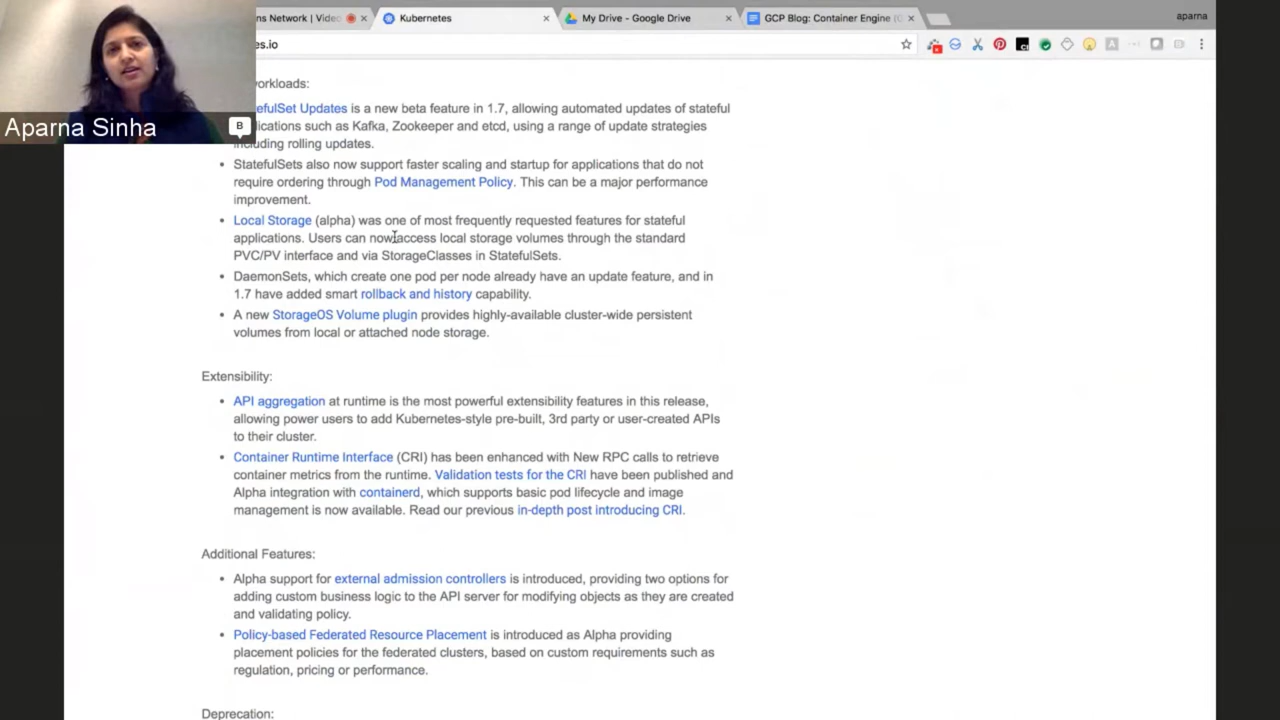 ns Network | Video
Kubernetes
My Drive - Google Drive
GCP Blog: Container Engine (
aparna
es.io
Aparna Sinha
B
orkloads:
efulSet Updates is a new beta feature in 1.7, allowing automated updates of stateful
plications such as Kafka, Zookeeper and etcd, using a range of update strategies
including rolling updates.
• StatefulSets also now support faster scaling and startup for applications that do not
require ordering through Pod Management Policy. This can be a major performance
improvement.
• Local Storage (alpha) was one of most frequently requested features for stateful
applications. Users can now access local storage volumes through the standard
PVC/PV interface and via StorageClasses in StatefulSets.
• DaemonSets, which create one pod per node already have an update feature, and in
1.7 have added smart rollback and history capability.
• A new StorageOS Volume plugin provides highly-available cluster-wide persistent
volumes from local or attached node storage.
Extensibility:
• API aggregation at runtime is the most powerful extensibility features in this release,
allowing power users to add Kubernetes-style pre-built, 3rd party or user-created APIs
to their cluster.
• Container Runtime Interface (CRI) has been enhanced with New RPC calls to retrieve
container metrics from the runtime. Validation tests for the CRI have been published and
Alpha integration with containerd, which supports basic pod lifecycle and image
management is now available. Read our previous in-depth post introducing CRI.
Additional Features:
• Alpha support for external admission controllers is introduced, providing two options for
adding custom business logic to the API server for modifying objects as they are created
and validating policy.
• Policy-based Federated Resource Placement is introduced as Alpha providing
placement policies for the federated clusters, based on custom requirements such as
regulation, pricing or performance.
Deprecation: